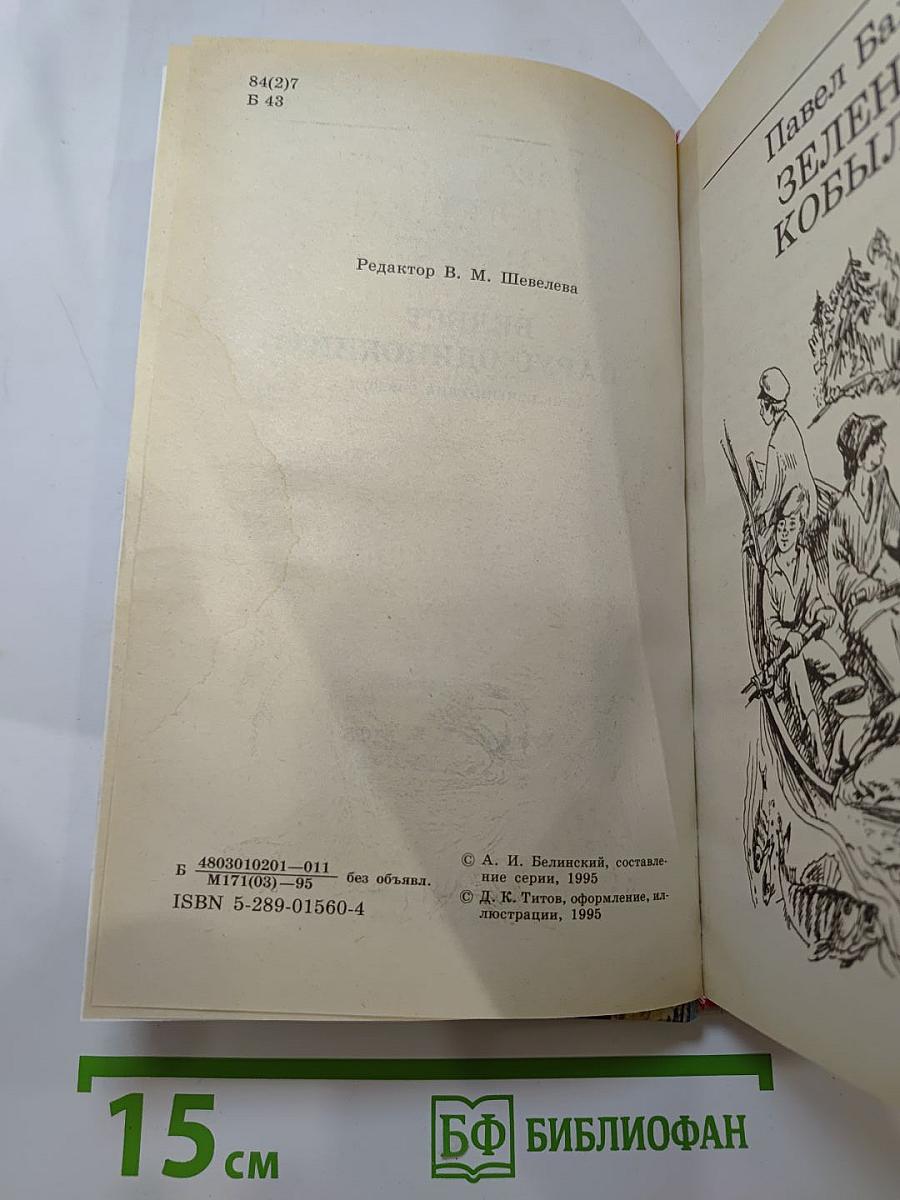 84(2)7
Б 43
Редактор В. М. Шевелева
Б 4803010201—011
М171(03)—95
без объявл.
ISBN 5-289-01560-4
© А. И. Белинский, составле-
ние серии, 1995
© Д. К. Титов, оформление, ил-
люстрации, 1995
Павел Ба
ЗЕЛЕН
КОБЫЛ
15 см
БФ БИБЛИОФАН